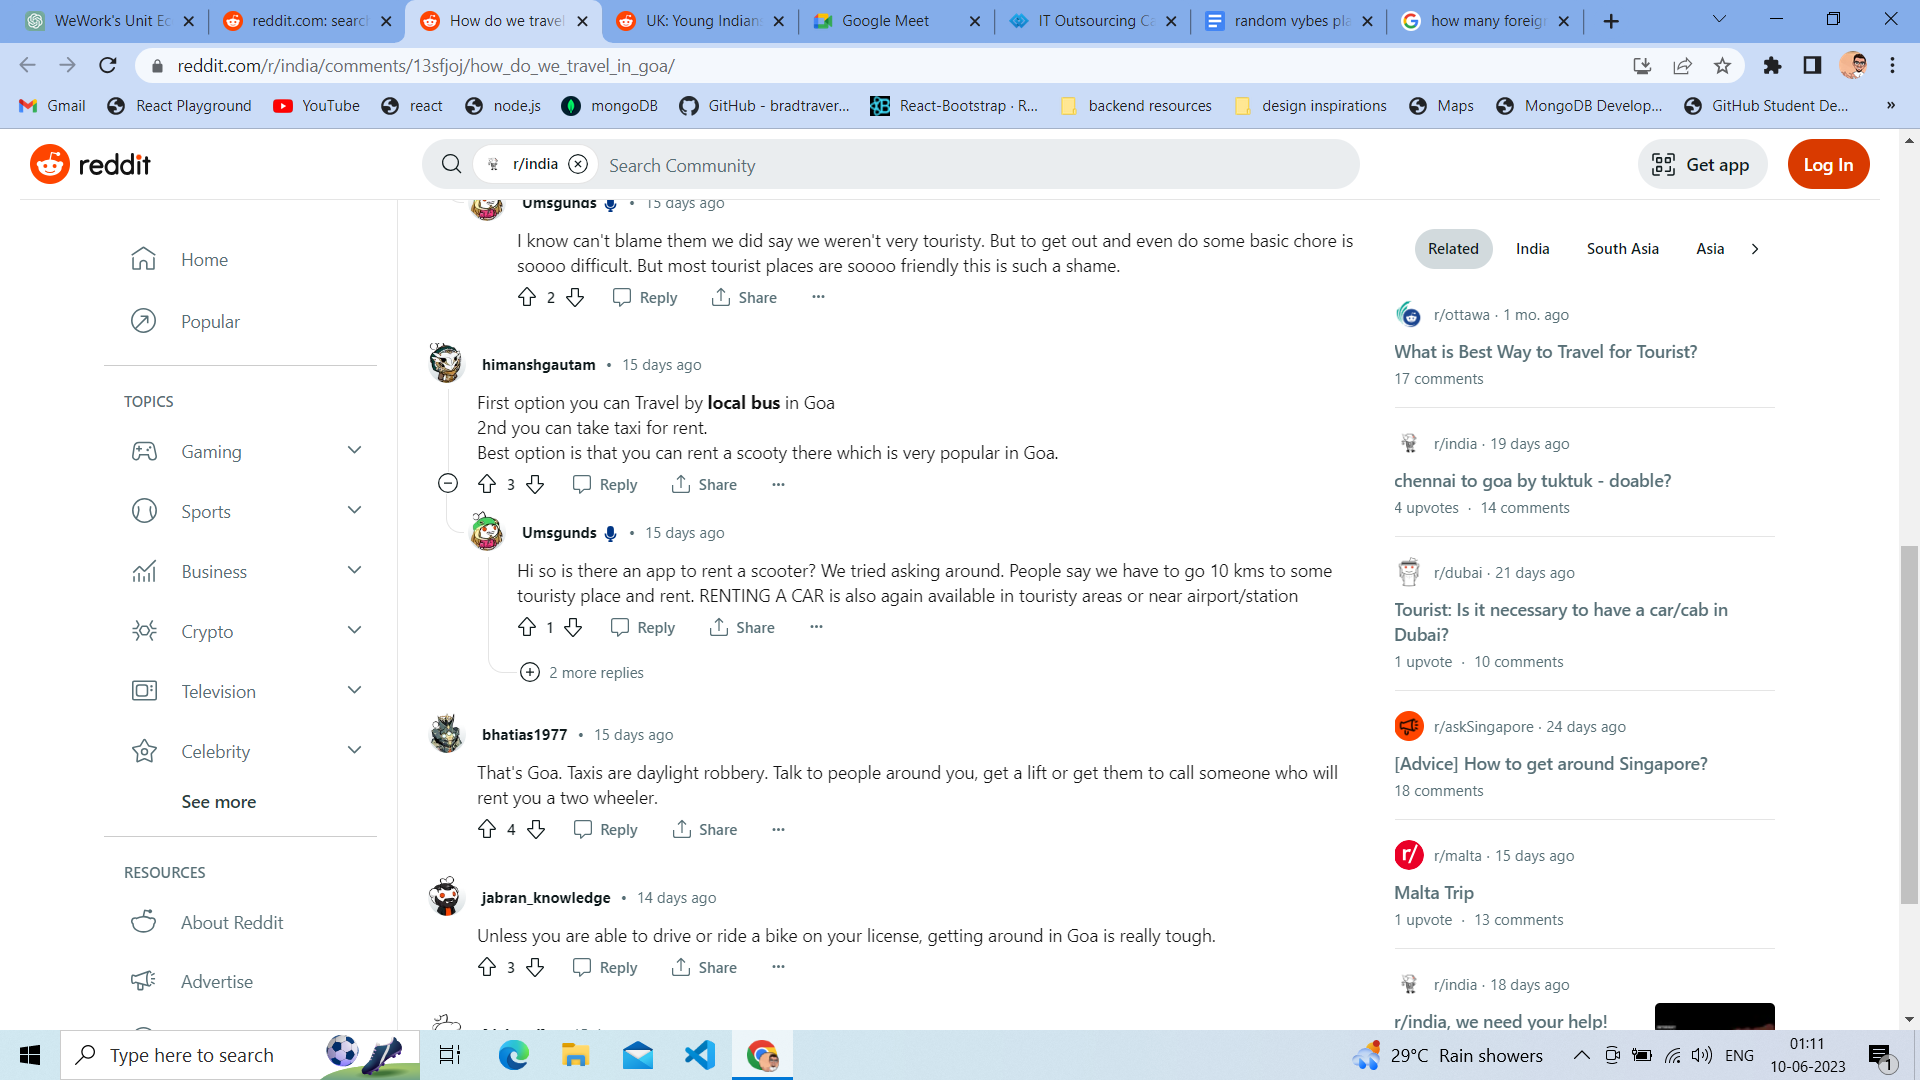 WeWork's Unit Ec
reddit.com: search
How do we travel
UK: Young Indians
Google Meet
IT Outsourcing Ca
random vybes pla
how many foreign
reddit.com/r/india/comments/13sfjoj/how_do_we_travel_in_goa/
Gmail
React Playground
YouTube
react
node.js
mongoDB
GitHub - bradtraver...
React-Bootstrap · R...
backend resources
design inspirations
Maps
MongoDB Develop...
GitHub Student De...
»
reddit
r/india
Search Community
Get app
Log In
Home
Popular
TOPICS
Gaming
Sports
Business
Crypto
Television
Celebrity
See more
RESOURCES
About Reddit
Advertise
Umsgunds • 15 days ago
I know can't blame them we did say we weren't very touristy. But to get out and even do some basic chore is
soooo difficult. But most tourist places are soooo friendly this is such a shame.
2 Reply Share ...
himanshgautam • 15 days ago
First option you can Travel by local bus in Goa
2nd you can take taxi for rent.
Best option is that you can rent a scooty there which is very popular in Goa.
3 Reply Share ...
Umsgunds • 15 days ago
Hi so is there an app to rent a scooter? We tried asking around. People say we have to go 10 kms to some
touristy place and rent. RENTING A CAR is also again available in touristy areas or near airport/station
1 Reply Share ...
2 more replies
bhatias1977 • 15 days ago
That's Goa. Taxis are daylight robbery. Talk to people around you, get a lift or get them to call someone who will
rent you a two wheeler.
4 Reply Share ...
jabran_knowledge • 14 days ago
Unless you are able to drive or ride a bike on your license, getting around in Goa is really tough.
3 Reply Share ...
Related
India
South Asia
Asia
r/ottawa · 1 mo. ago
What is Best Way to Travel for Tourist?
17 comments
r/india · 19 days ago
chennai to goa by tuktuk - doable?
4 upvotes · 14 comments
r/dubai · 21 days ago
Tourist: Is it necessary to have a car/cab in
Dubai?
1 upvote · 10 comments
r/askSingapore · 24 days ago
[Advice] How to get around Singapore?
18 comments
r/
r/malta · 15 days ago
Malta Trip
1 upvote · 13 comments
r/india · 18 days ago
r/india, we need your help!
Type here to search
29°C Rain showers
ENG
01:11
10-06-2023
1